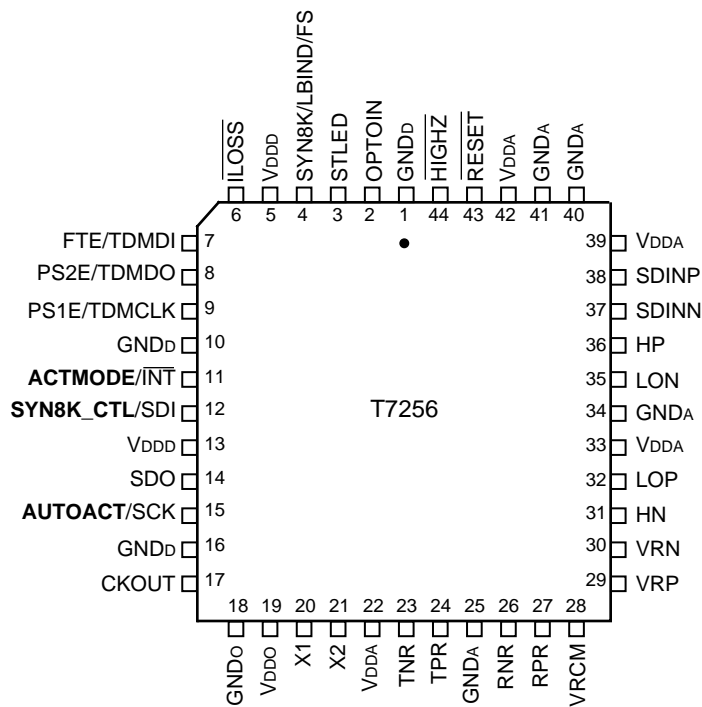 ILOSS
VDDD
SYN8K/LBIND/FS
STLED
OPTOIN
GNDD
HIGHZ
RESET
VDDA
GNDA
GNDA
6 5 4 3 2 1 44 43 42 41 40
FTE/TDMDI 7
PS2E/TDMDO 8
PS1E/TDMCLK 9
GNDD 10
ACTMODE/INT 11
SYN8K_CTL/SDI 12
VDDD 13
SDO 14
AUTOACT/SCK 15
GNDD 16
CKOUT 17
T7256
39 VDDA
38 SDINP
37 SDINN
36 HP
35 LON
34 GNDA
33 VDDA
32 LOP
31 HN
30 VRN
29 VRP
18 19 20 21 22 23 24 25 26 27 28
GNDO
VDDO
X1
X2
VDDA
TNR
TPR
GNDA
RNR
RPR
VRCM